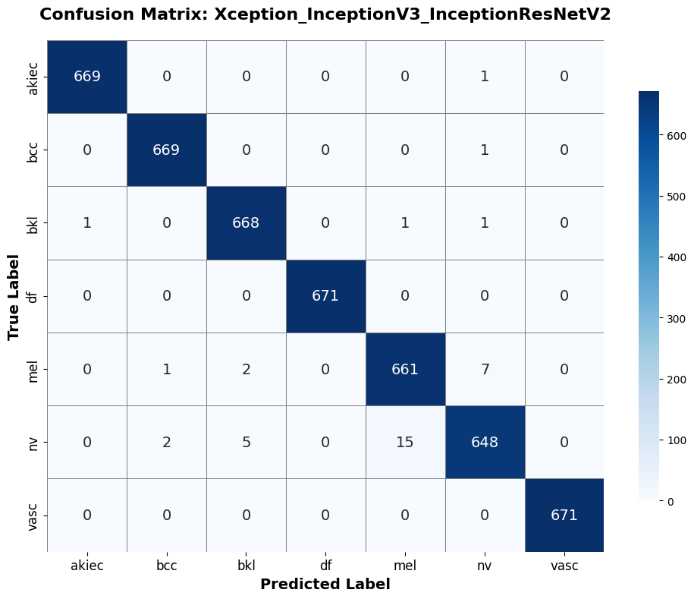 Confusion Matrix: Xception_InceptionV3_InceptionResNetV2
akiec 669 0 0 0 0 1 0
bcc 0 669 0 0 0 1 0
bkl 1 0 668 0 1 1 0
df 0 0 0 671 0 0 0
mel 0 1 2 0 661 7 0
nv 0 2 5 0 15 648 0
vasc 0 0 0 0 0 0 671
akiec bcc bkl df mel nv vasc
Predicted Label
True Label
600
500
400
300
200
100
0